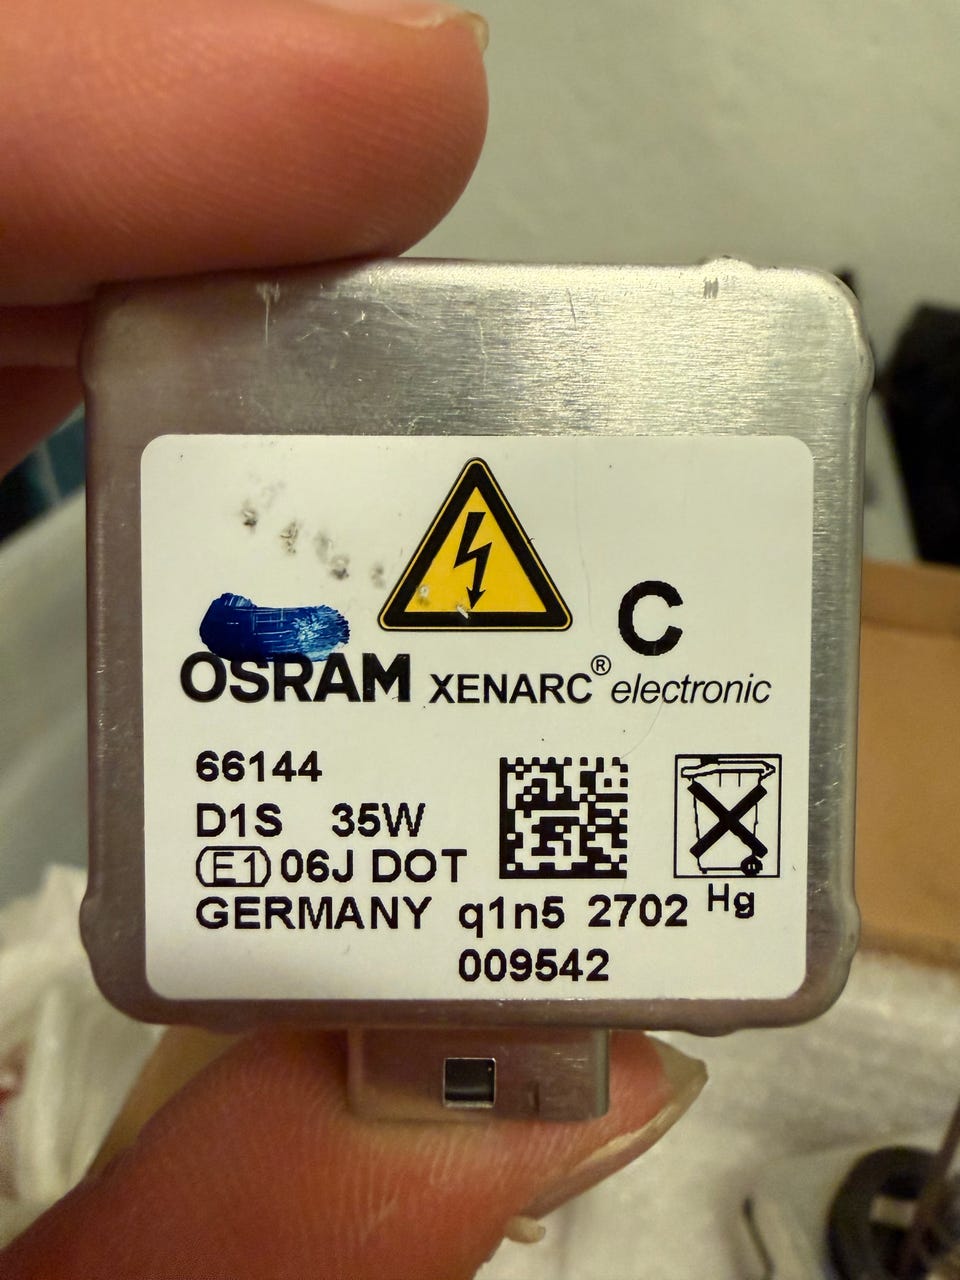 C
OSRAM XENARC® electronic
66144
D1S 35W
E1 06J DOT
GERMANY q1n5 2702 Hg
009542